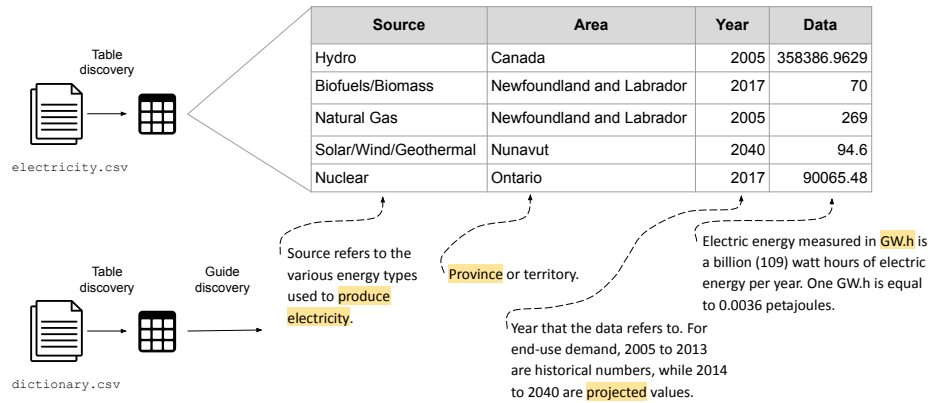 Table
discovery
electricity.csv
Source Area Year Data
Hydro Canada 2005 358386.9629
Biofuels/Biomass Newfoundland and Labrador 2017 70
Natural Gas Newfoundland and Labrador 2005 269
Solar/Wind/Geothermal Nunavut 2040 94.6
Nuclear Ontario 2017 90065.48
Table
discovery
Guide
discovery
dictionary.csv
Source refers to the
various energy types
used to produce
electricity.
Province or territory.
Year that the data refers to. For
end-use demand, 2005 to 2013
are historical numbers, while 2014
to 2040 are projected values.
Electric energy measured in GW.h is
a billion (109) watt hours of electric
energy per year. One GW.h is equal
to 0.0036 petajoules.